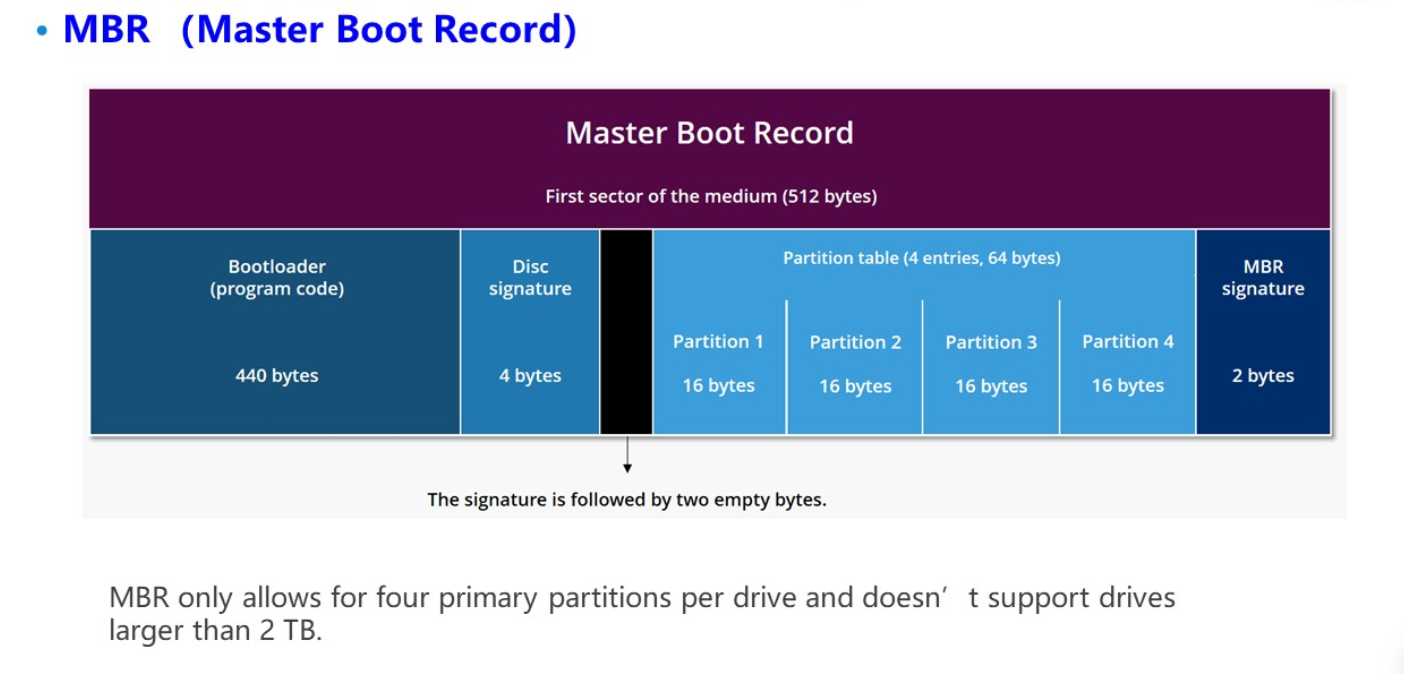 • MBR （Master Boot Record)
Master Boot Record
First sector of the medium (512 bytes)
Bootloader
(program code)
440 bytes
Disc
signature
4 bytes
Partition table (4 entries, 64 bytes)
Partition 1
16 bytes
Partition 2
16 bytes
Partition 3
16 bytes
Partition 4
16 bytes
MBR
signature
2 bytes
The signature is followed by two empty bytes.
MBR only allows for four primary partitions per drive and doesn’ t support drives
larger than 2 TB.